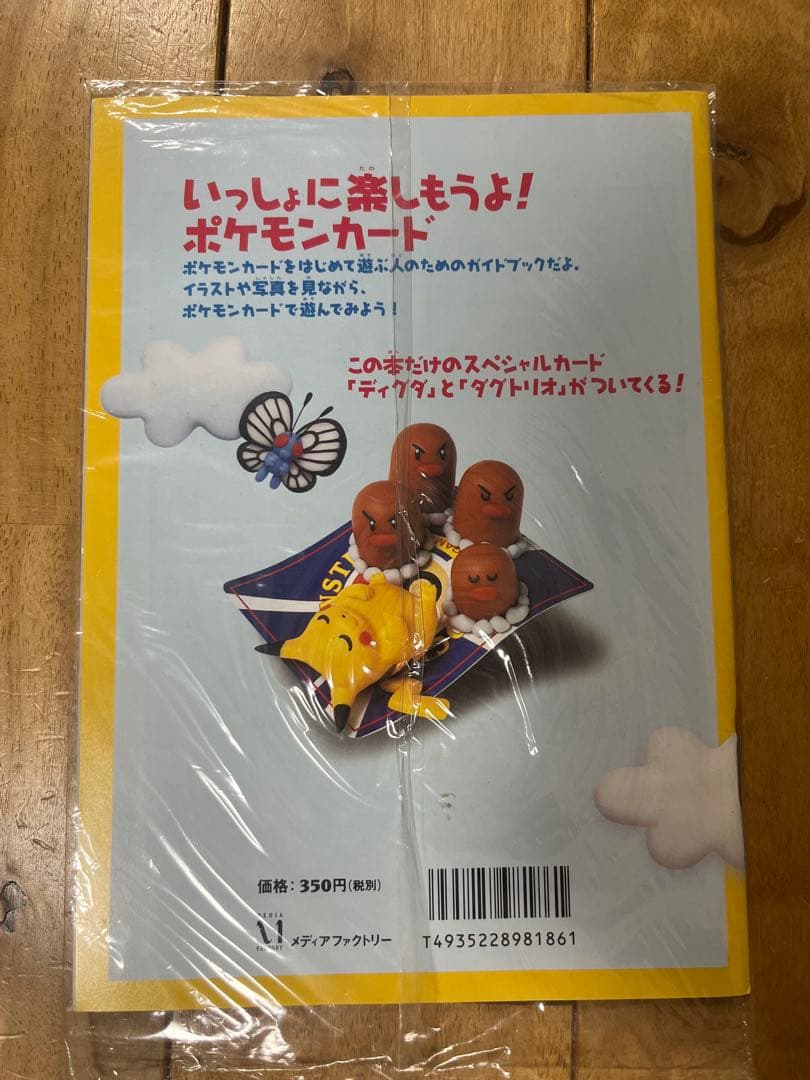 いっしょに楽しもうよ!
ポケモンカード
ポケモンカードをはじめて遊ぶ人のためのガイドブックだよ。
イラストや写真を見ながら、
ポケモンカードで遊んでみよう!
この本だけのスペシャルカード
「ディグダ」と「ダグトリオ」がついてくる!
価格:350円(税別)
MEDIA
FACTORY
メディアファクトリー
T4935228981861